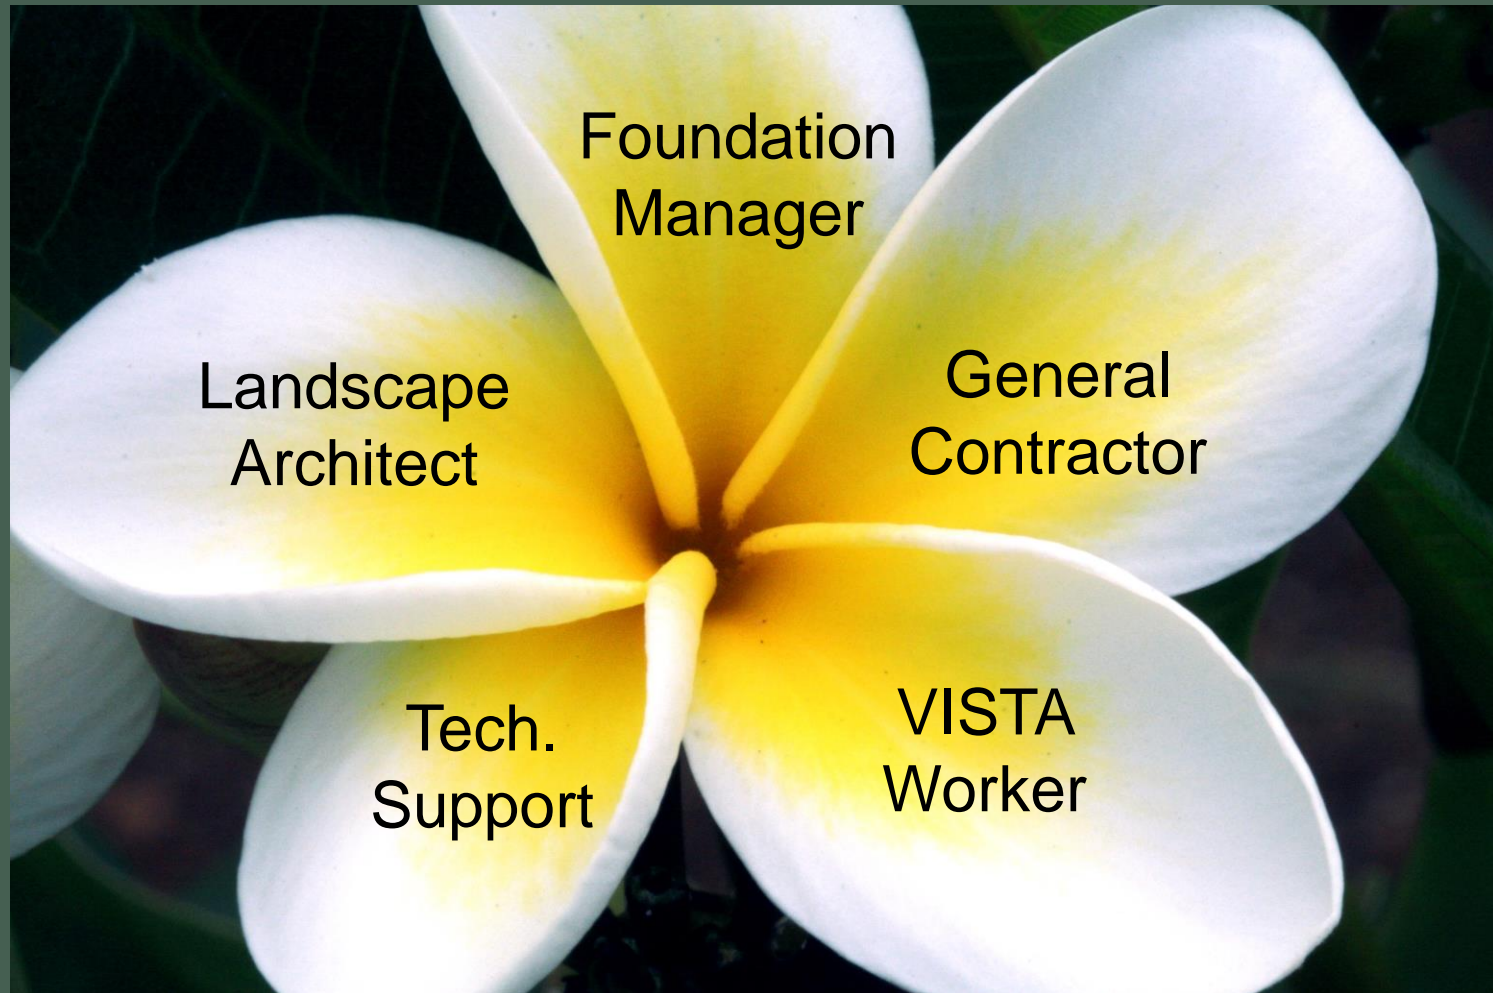 Foundation
Manager
Landscape
Architect
General
Contractor
Tech.
Support
VISTA
Worker